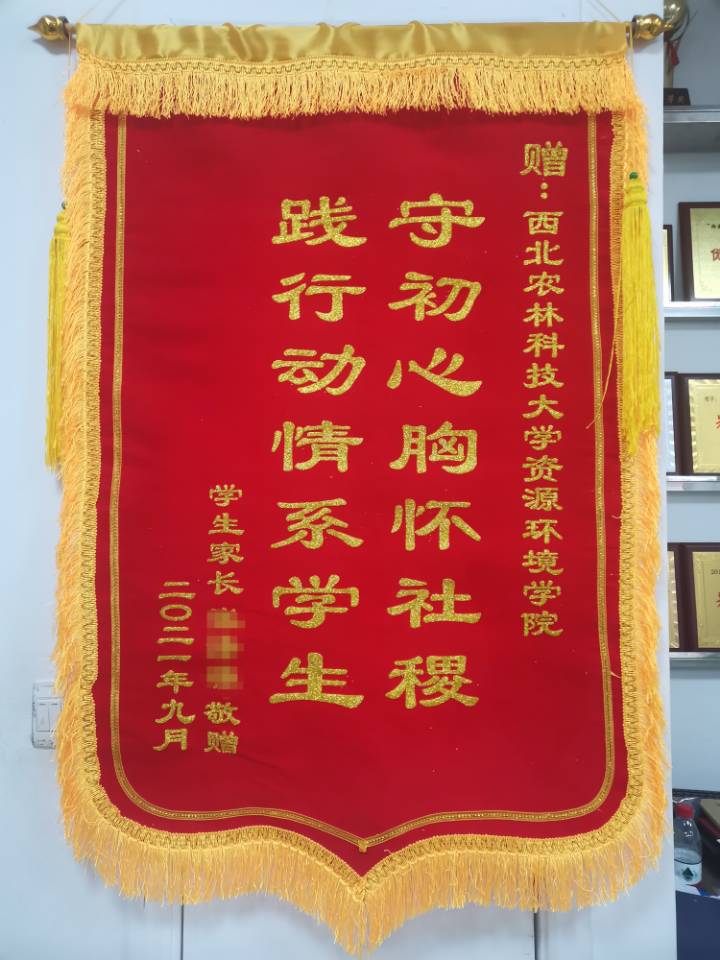 赠：西北农林科技大学资源环境学院
守初心胸怀社稷
践行动情系学生
学生家长 敬赠
二〇二一年九月